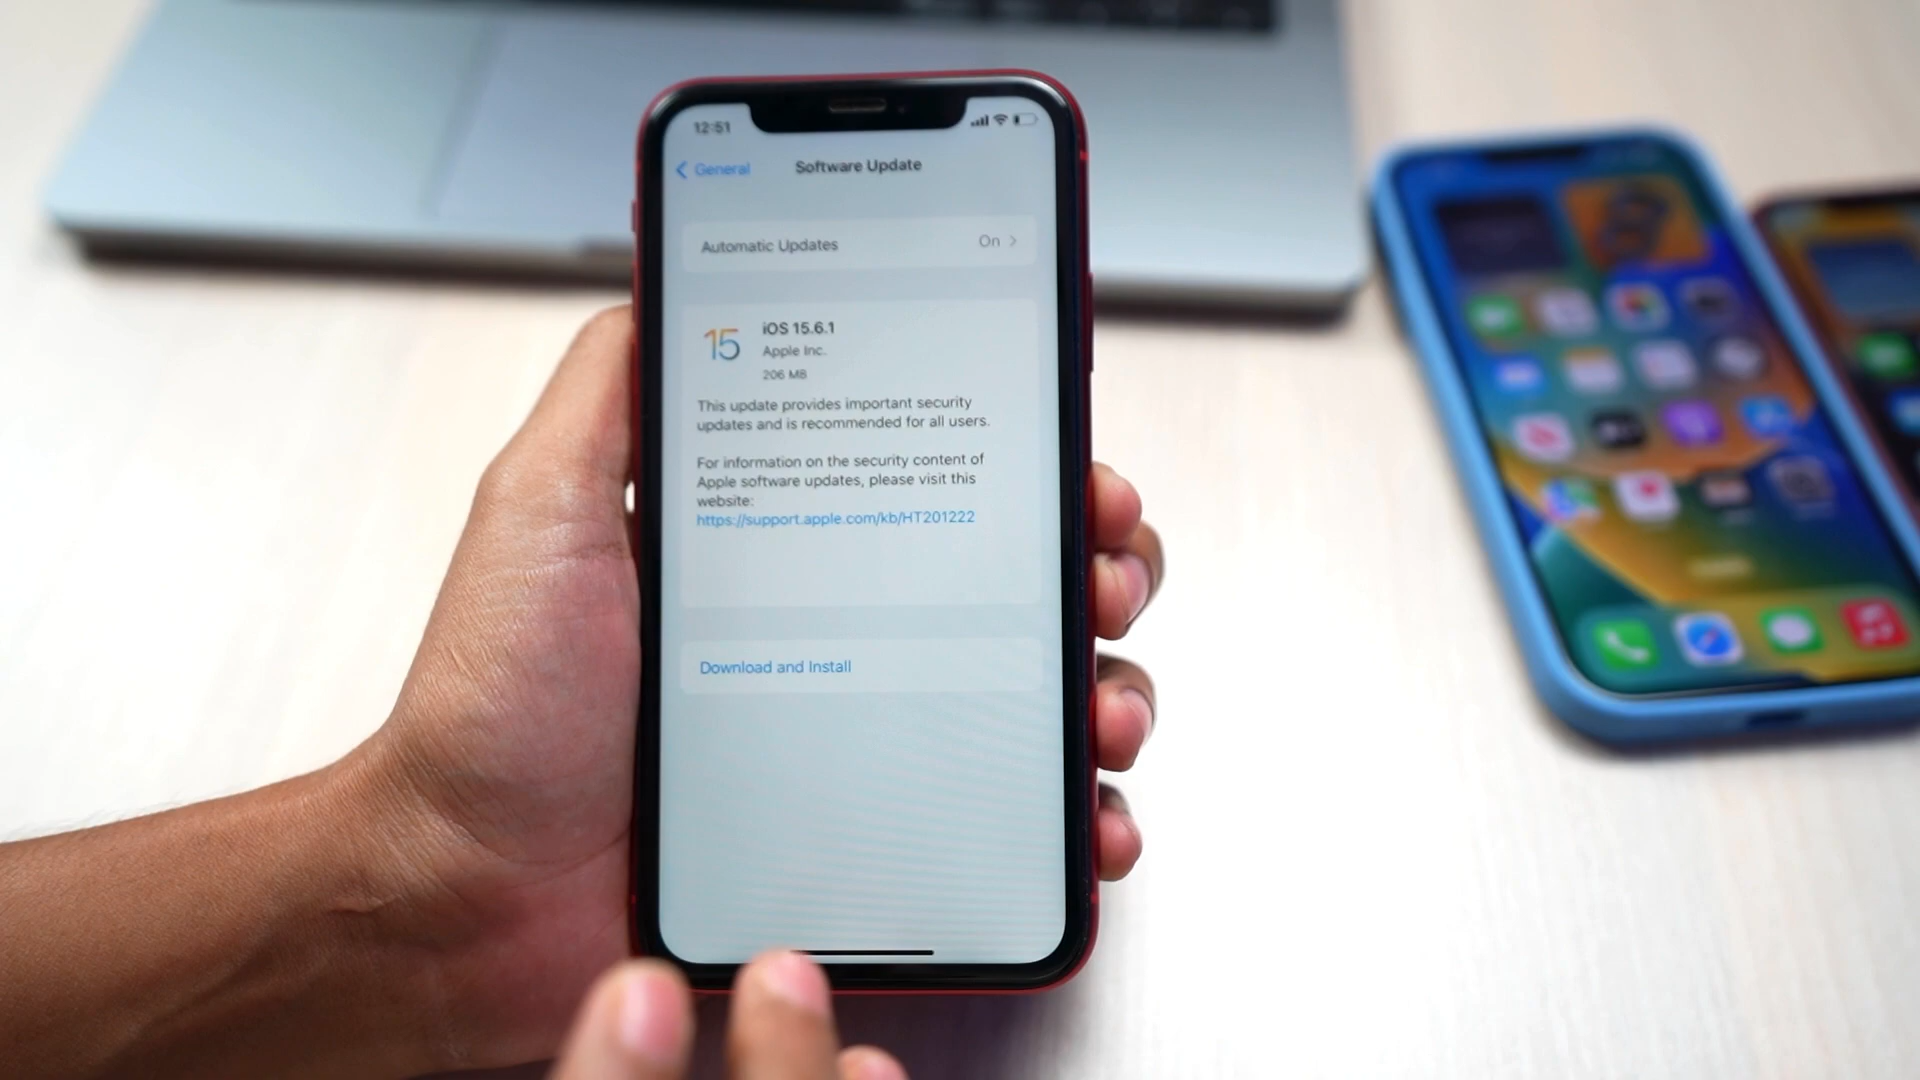 12:51
General
Software Update
Automatic Updates
On
15
iOS 15.6.1
Apple Inc.
206 MB
This update provides important security
updates and is recommended for all users.
For information on the security content of
Apple software updates, please visit this
website:
https://support.apple.com/kb/HT201222
Download and Install